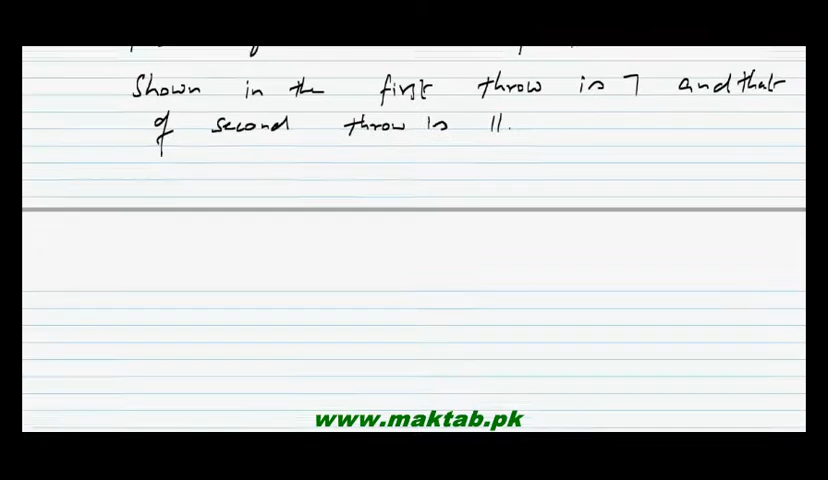 Shown in the first throw is 7 and that
of second throw is 11.
www.maktab.pk